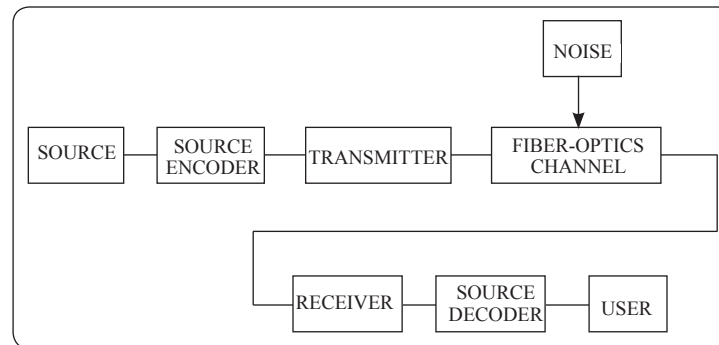 NOISE
SOURCE
SOURCE
ENCODER
TRANSMITTER
FIBER-OPTICS
CHANNEL
RECEIVER
SOURCE
DECODER
USER